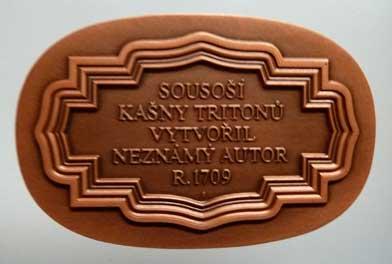 SOUSOŠÍ
KAŠNY TRITONŮ
VYTVOŘIL
NEZNÁMÝ AUTOR
R.1709